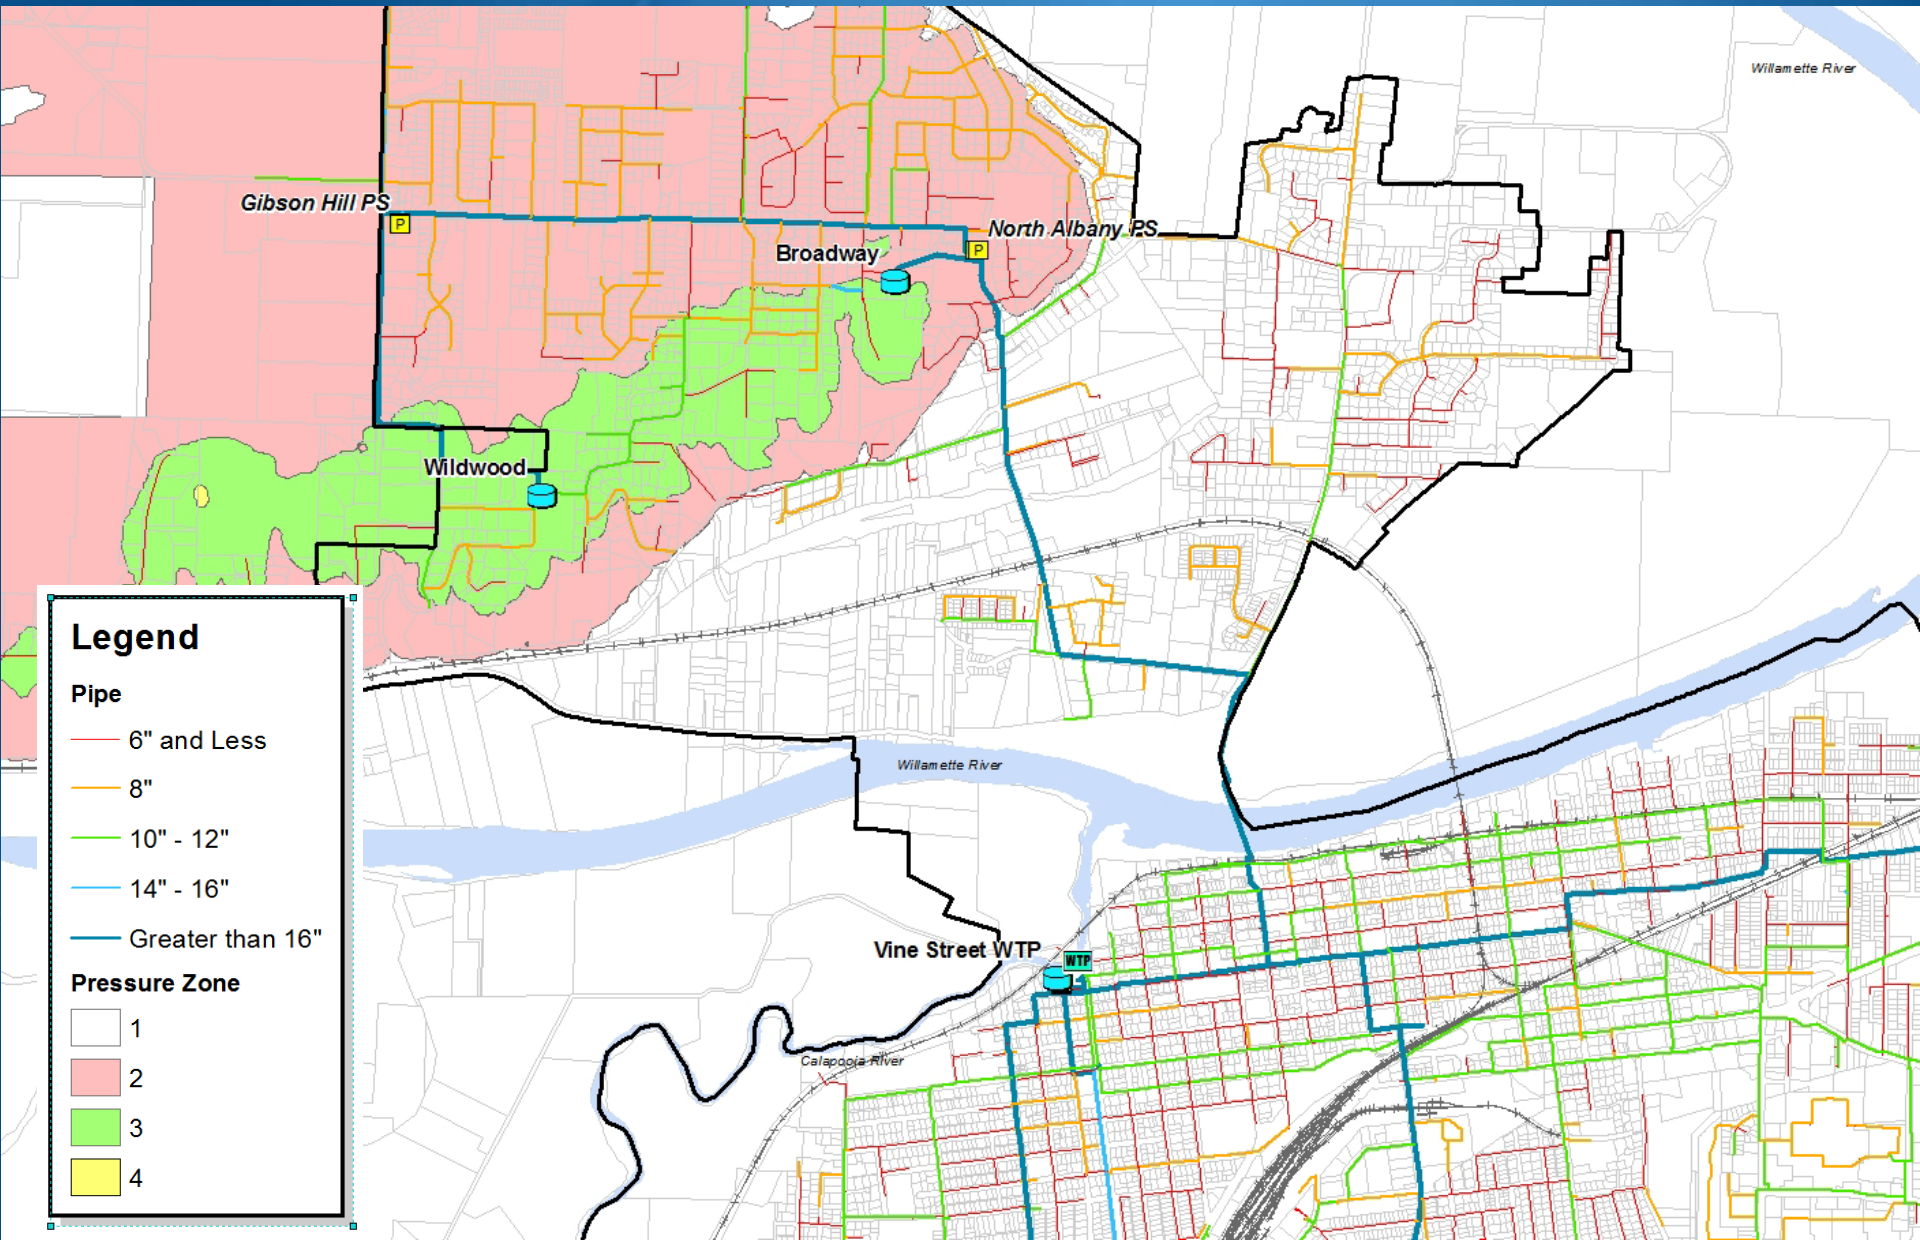 Willamette River
Gibson Hill PS
P
North Albany PS
P
Broadway
Wildwood
Willamette River
Vine Street WTP
WTP
Calapooia River
Legend
Pipe
6" and Less
8"
10" - 12"
14" - 16"
Greater than 16"
Pressure Zone
1
2
3
4